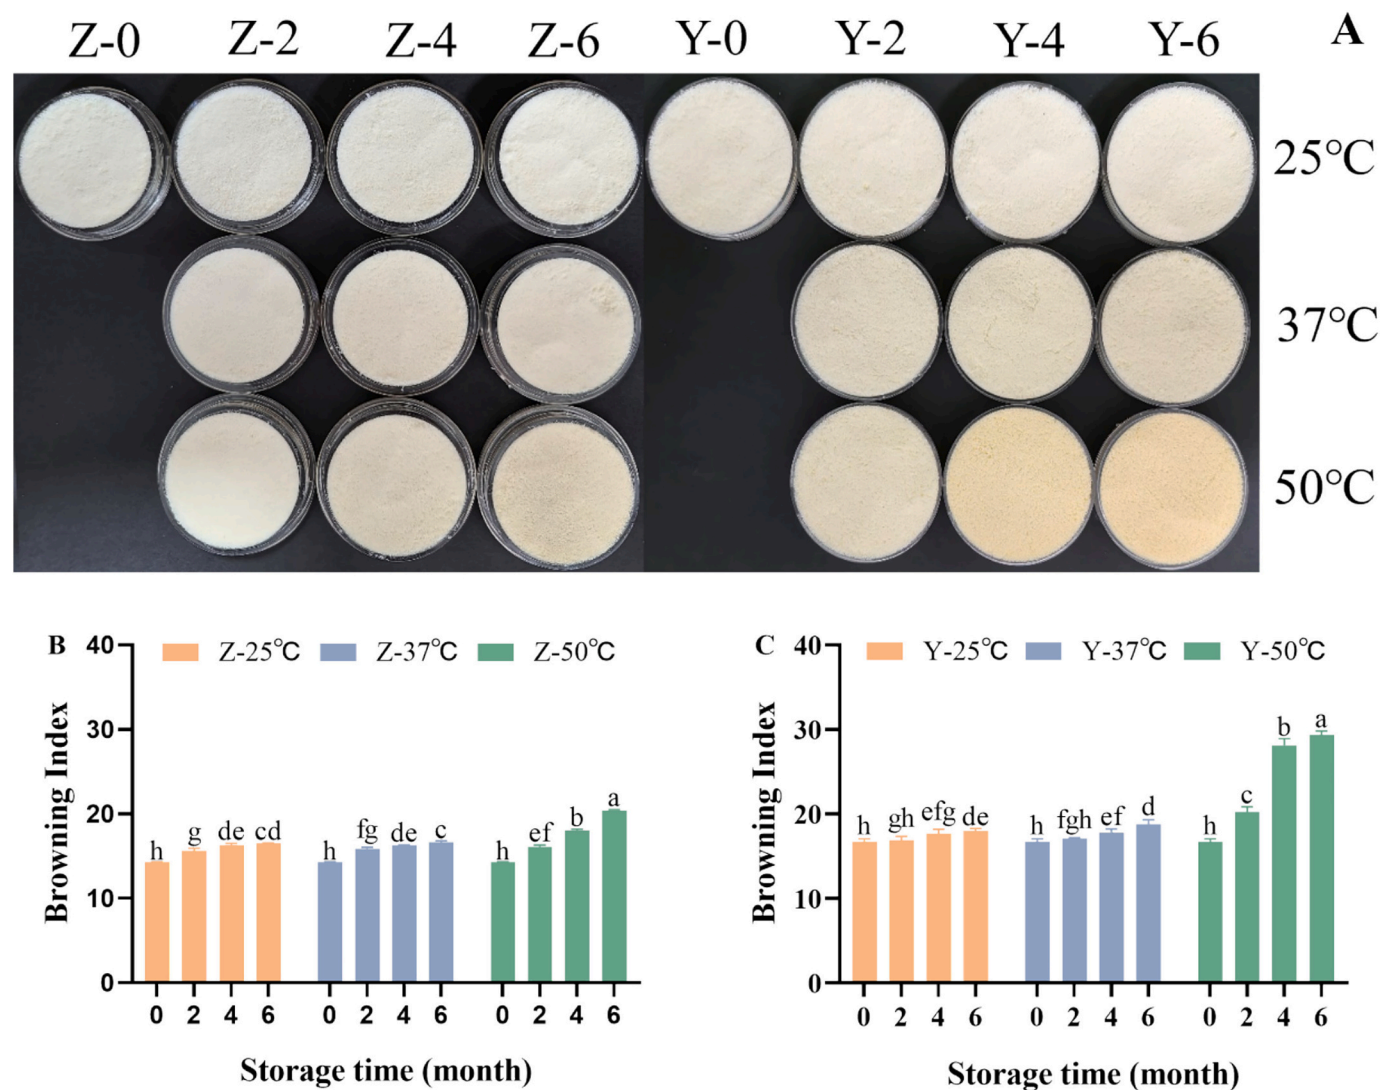 Z-0 Z-2 Z-4 Z-6 Y-0 Y-2 Y-4 Y-6 A
25℃
37℃
50℃
B
Z-25℃ Z-37℃ Z-50℃
Browning Index
40
30
20
10
0
h g de cd h fg de c h ef b a
0 2 4 6 0 2 4 6 0 2 4 6
Storage time (month)
C
Y-25℃ Y-37℃ Y-50℃
Browning Index
40
30
20
10
0
h gh efg de h fgh ef d h c b a
0 2 4 6 0 2 4 6 0 2 4 6
Storage time (month)